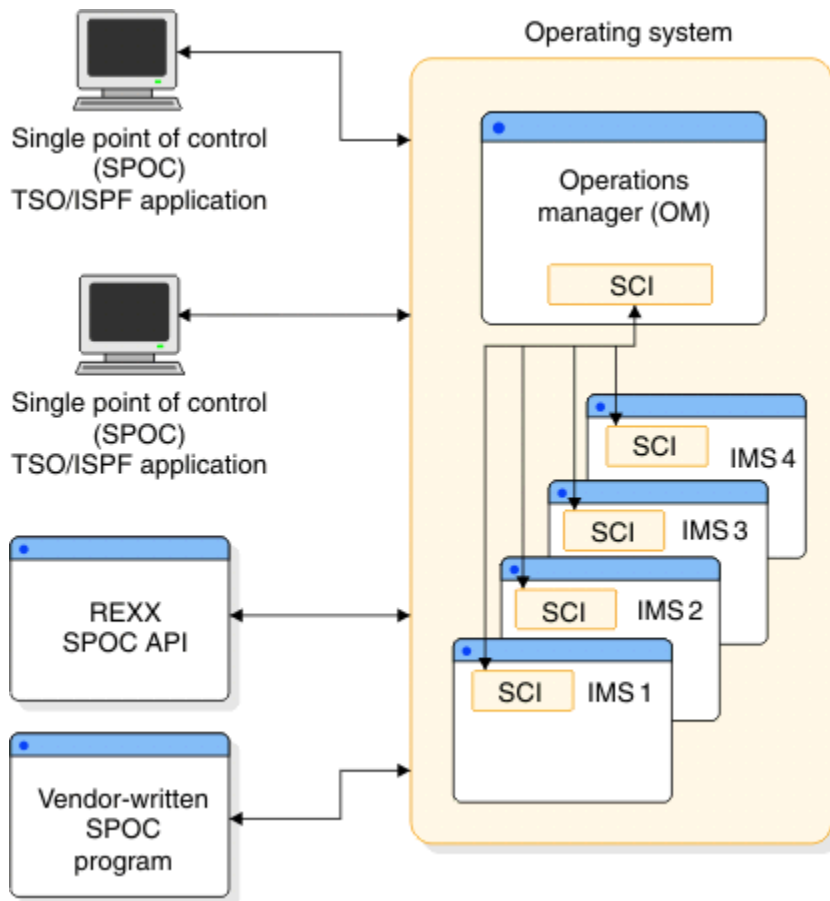 Operating system
Single point of control
(SPOC)
TSO/ISPF application
Operations
manager (OM)
SCI
Single point of control
(SPOC)
TSO/ISPF application
SCI
IMS 4
SCI
IMS 3
SCI
IMS 2
SCI
IMS 1
REXX
SPOC API
Vendor-written
SPOC
program